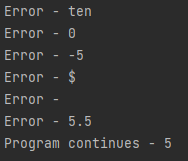 Error - ten
Error - 0
Error - -5
Error - $
Error -
Error - 5.5
Program continues - 5